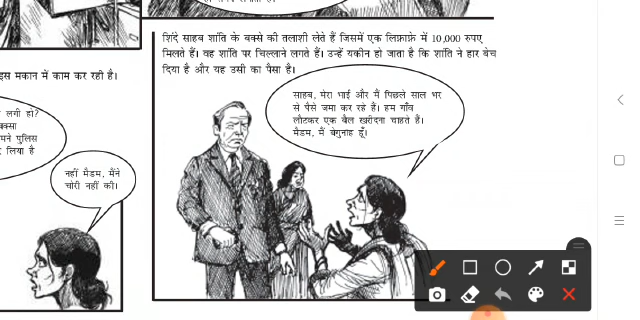 शिंदे साहब शांति के बक्से की तलाशी लेते हैं जिसमें एक लिफ़ाफ़े में 10,000 रुपए
मिलते हैं। वह शांति पर चिल्लाने लगते हैं। उन्हें यकीन हो जाता है कि शांति ने हार बेच
दिया है और यह उसी का पैसा है।
इस मकान में काम कर रही है।
लगी हो?
क्सा
मने पुलिस
लिया है
नहीं मैडम, मैंने
चोरी नहीं की।
साहब, मेरा भाई और मैं पिछले साल भर
से पैसे जमा कर रहे हैं। हम गाँव
लौटकर एक बैल खरीदना चाहते हैं।
मैडम, मैं बेगुनाह हूँ।